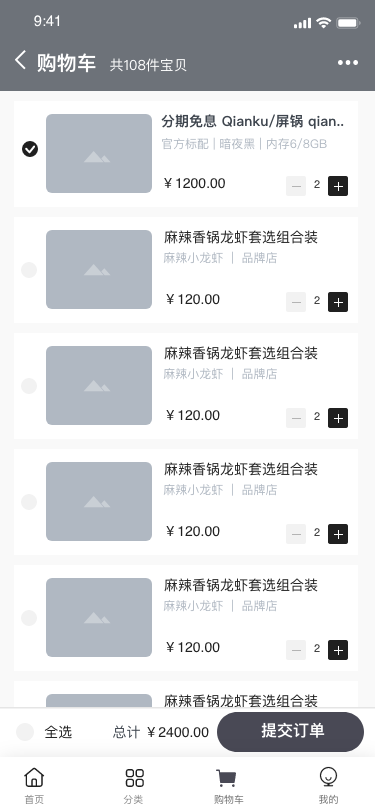 9:41
购物车 共108件宝贝
分期免息 Qianku/屏锅 qian..
官方标配 | 暗夜黑 | 内存6/8GB
¥ 1200.00 2
麻辣香锅龙虾套选组合装
麻辣小龙虾 | 品牌店
¥ 120.00 2
麻辣香锅龙虾套选组合装
麻辣小龙虾 | 品牌店
¥ 120.00 2
麻辣香锅龙虾套选组合装
麻辣小龙虾 | 品牌店
¥ 120.00 2
麻辣香锅龙虾套选组合装
麻辣小龙虾 | 品牌店
¥ 120.00 2
麻辣香锅龙虾套选组合装
全选 总计 ¥2400.00 提交订单
首页 分类 购物车 我的